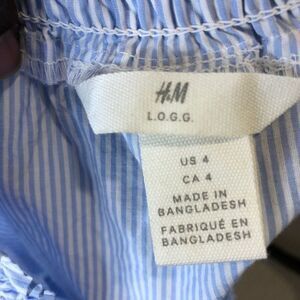 H&M
L.O.G.G.
US 4
CA 4
MADE IN
BANGLADESH
FABRIQUÉ EN
BANGLADESH